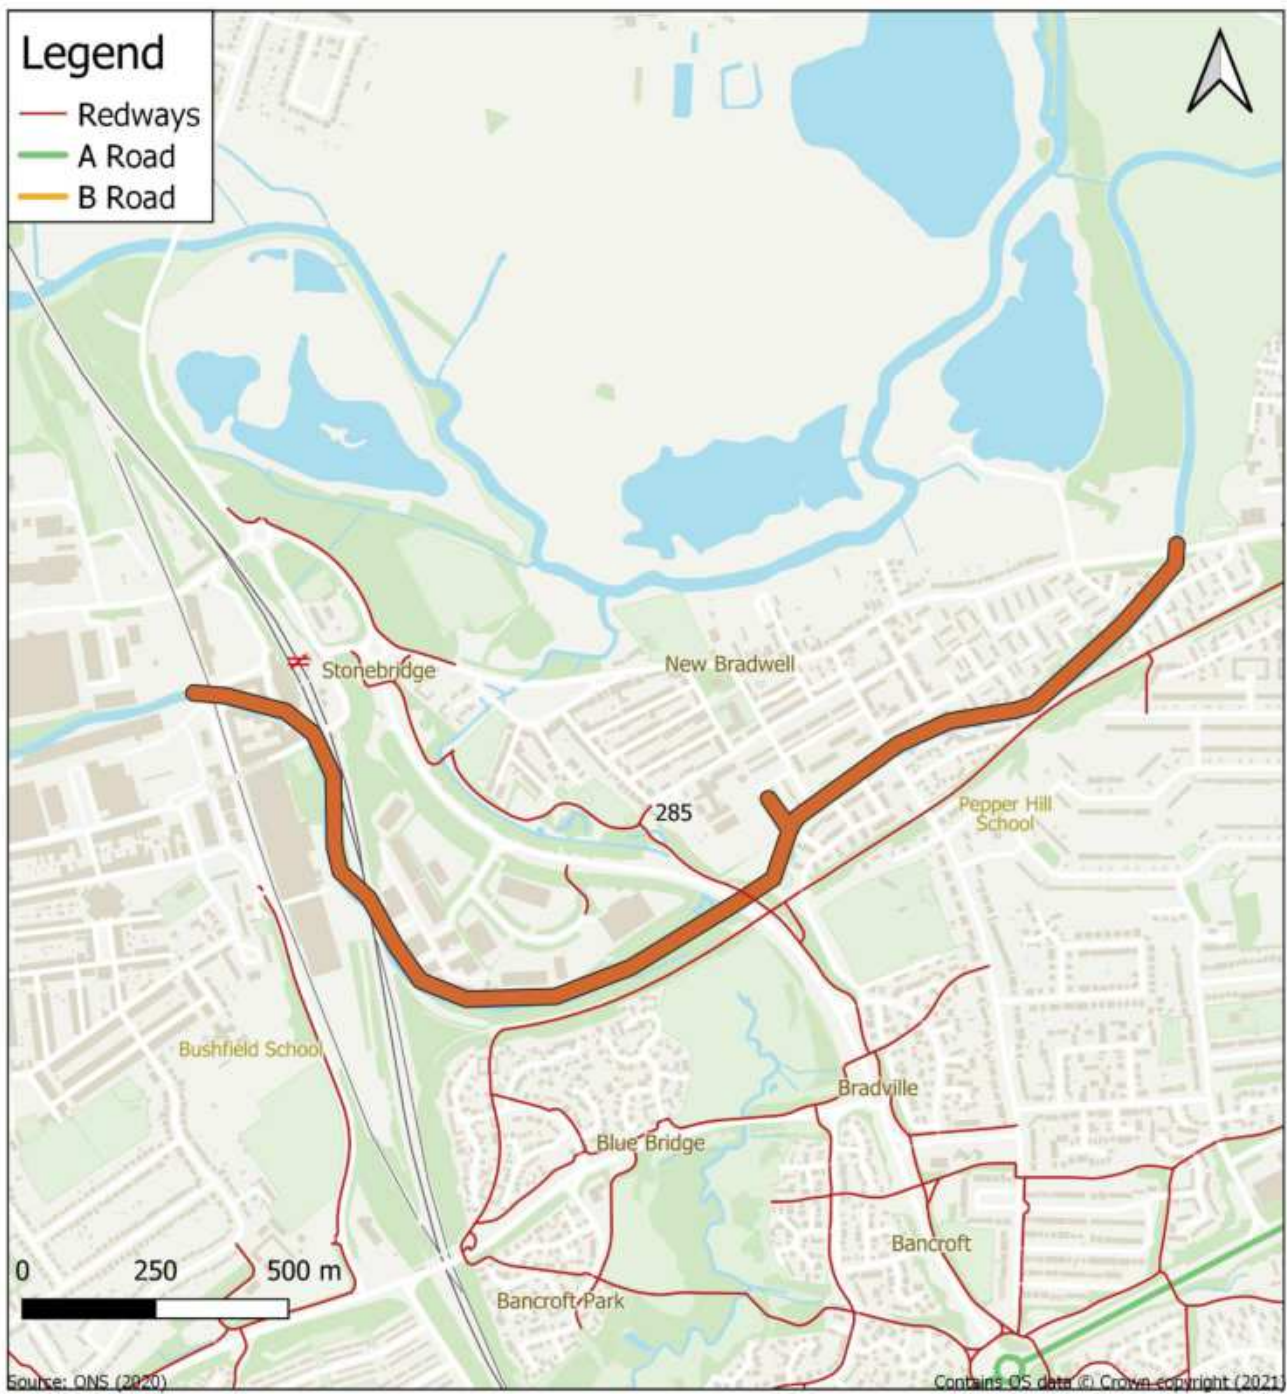 Legend
Redways
A Road
B Road
Stonebridge
New Bradwell
285
Pepper Hill
School
Bushfield School
Bradville
Blue Bridge
Bancroft
0 250 500 m
Bancroft Park
Source: ONS (2020)
Contains OS data © Crown copyright (2021)